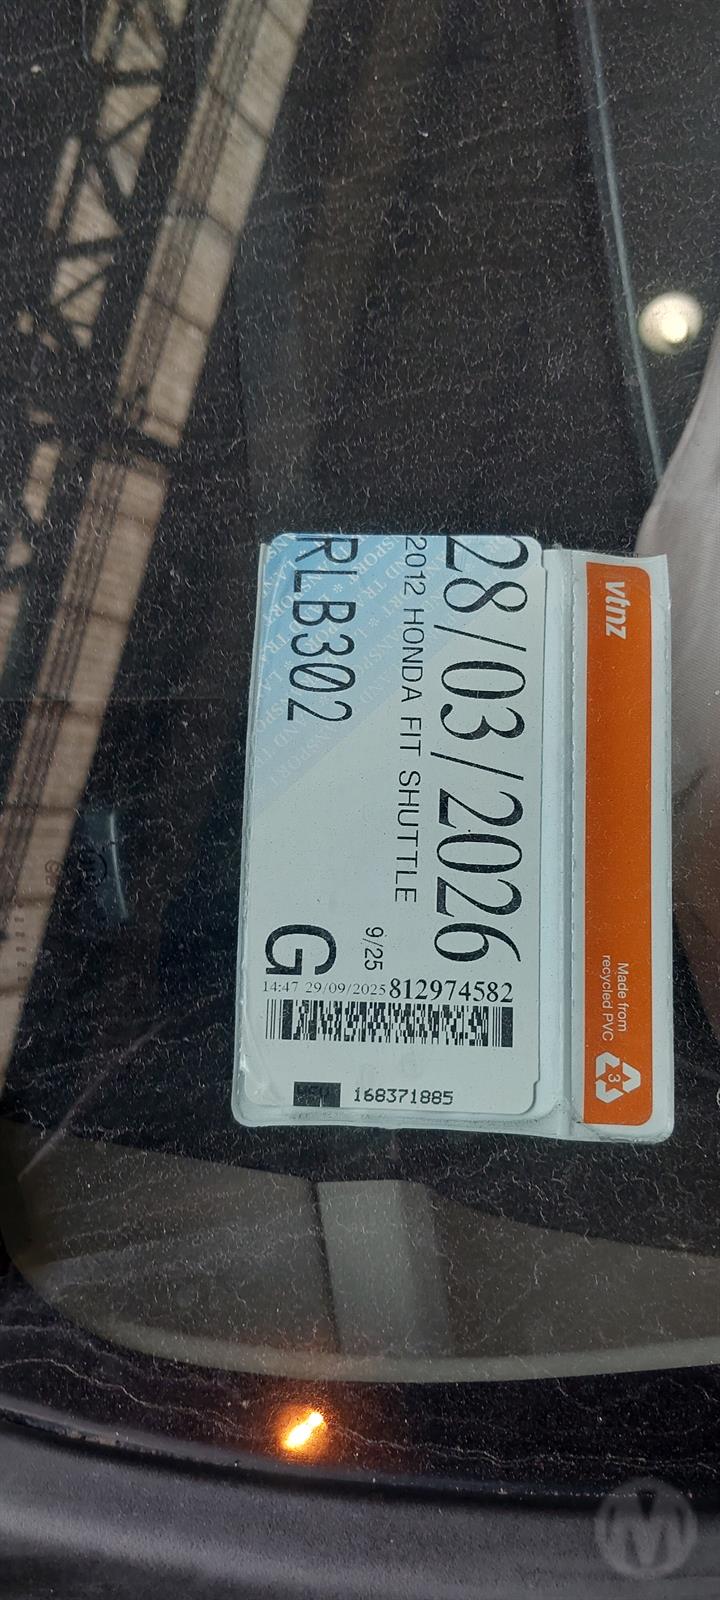 vtnz
Made from
recycled PVC
3
28/03/2026
2012 HONDA FIT SHUTTLE
9/25
RLB302
G
14:47 29/09/2025 812974582
168371885